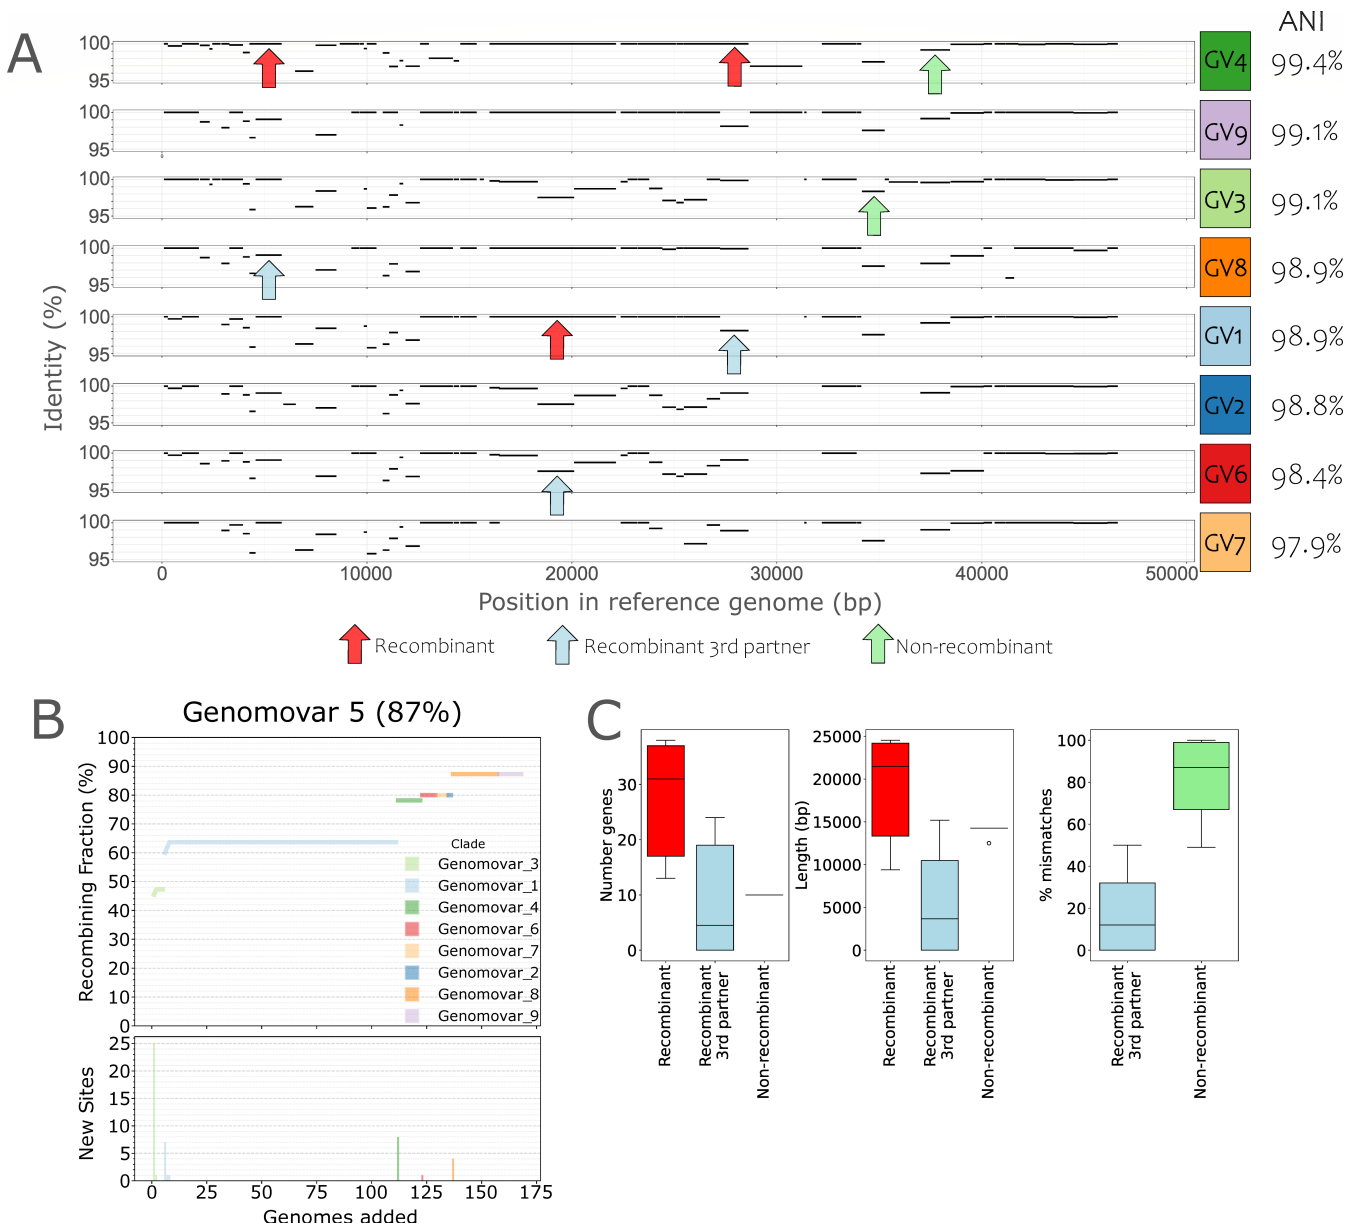 A
ANI
100
95
GV4
99.4%
100
95
GV9
99.1%
100
95
GV3
99.1%
100
95
GV8
98.9%
100
95
GV1
98.9%
100
95
GV2
98.8%
100
95
GV6
98.4%
100
95
GV7
97.9%
Identity (%)
0 10000 20000 30000 40000 50000
Position in reference genome (bp)
Recombinant Recombinant 3rd partner Non-recombinant
B
Genomovar 5 (87%)
Recombining Fraction (%)
100
90
80
70
60
50
40
30
20
10
0
Clade
Genomovar_3
Genomovar_1
Genomovar_4
Genomovar_6
Genomovar_7
Genomovar_2
Genomovar_8
Genomovar_9
New Sites
25
20
15
10
5
0
0 25 50 75 100 125 150 175
Genomes added
C
Number genes
30
20
10
0
Recombinant
Recombinant
3rd partner
Non-recombinant
Length (bp)
25000
20000
15000
10000
5000
0
Recombinant
Recombinant
3rd partner
Non-recombinant
% mismatches
100
80
60
40
20
0
Recombinant
3rd partner
Non-recombinant